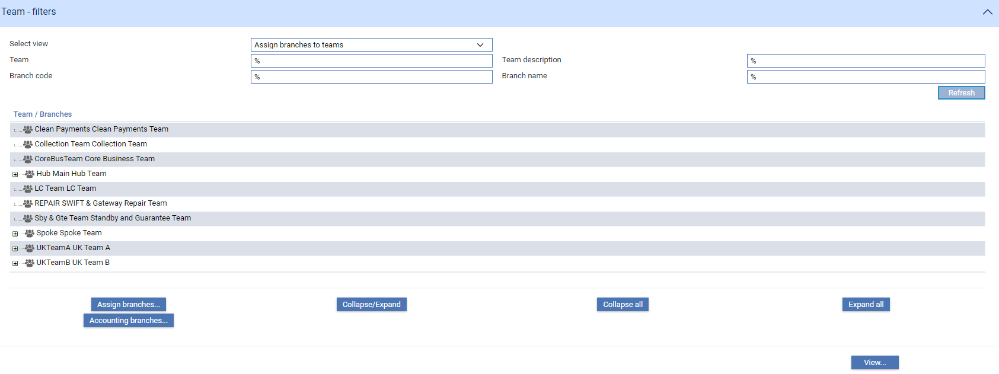 Team - filters
Select view
Assign branches to teams
Team
%
Team description
%
Branch code
%
Branch name
%
Refresh
Team / Branches
Clean Payments Clean Payments Team
Collection Team Collection Team
CoreBusTeam Core Business Team
Hub Main Hub Team
LC Team LC Team
REPAIR SWIFT & Gateway Repair Team
Sby & Gte Team Standby and Guarantee Team
Spoke Spoke Team
UKTeamA UK Team A
UKTeamB UK Team B
Assign branches...
Collapse/Expand
Collapse all
Expand all
Accounting branches...
View...